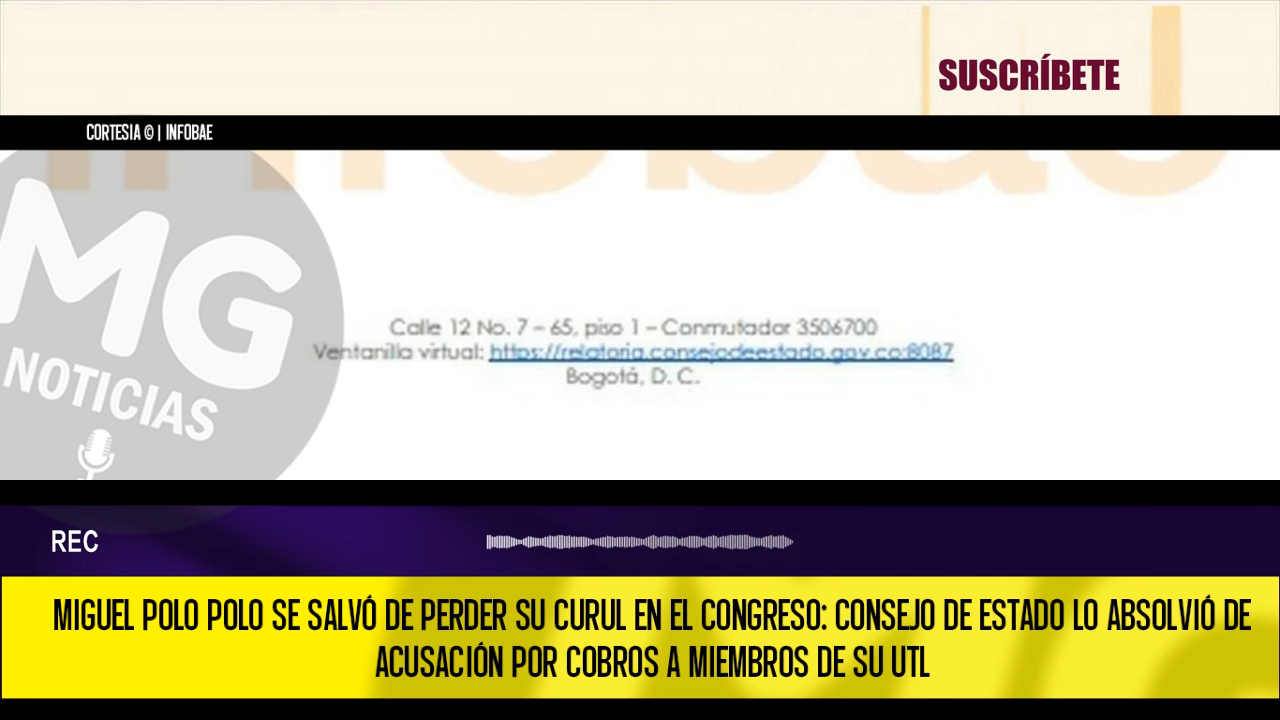 SUSCRÍBETE
CORTESIA © | INFOBAE
infobae
MG
NOTICIAS
Calle 12 No. 7 – 65, piso 1 – Conmutador 3506700
Ventanilla virtual: https://relatoria.consejodeestado.gov.co:8087
Bogotá, D. C.
REC
MIGUEL POLO POLO SE SALVÓ DE PERDER SU CURUL EN EL CONGRESO: CONSEJO DE ESTADO LO ABSOLVIÓ DE
ACUSACIÓN POR COBROS A MIEMBROS DE SU UTL